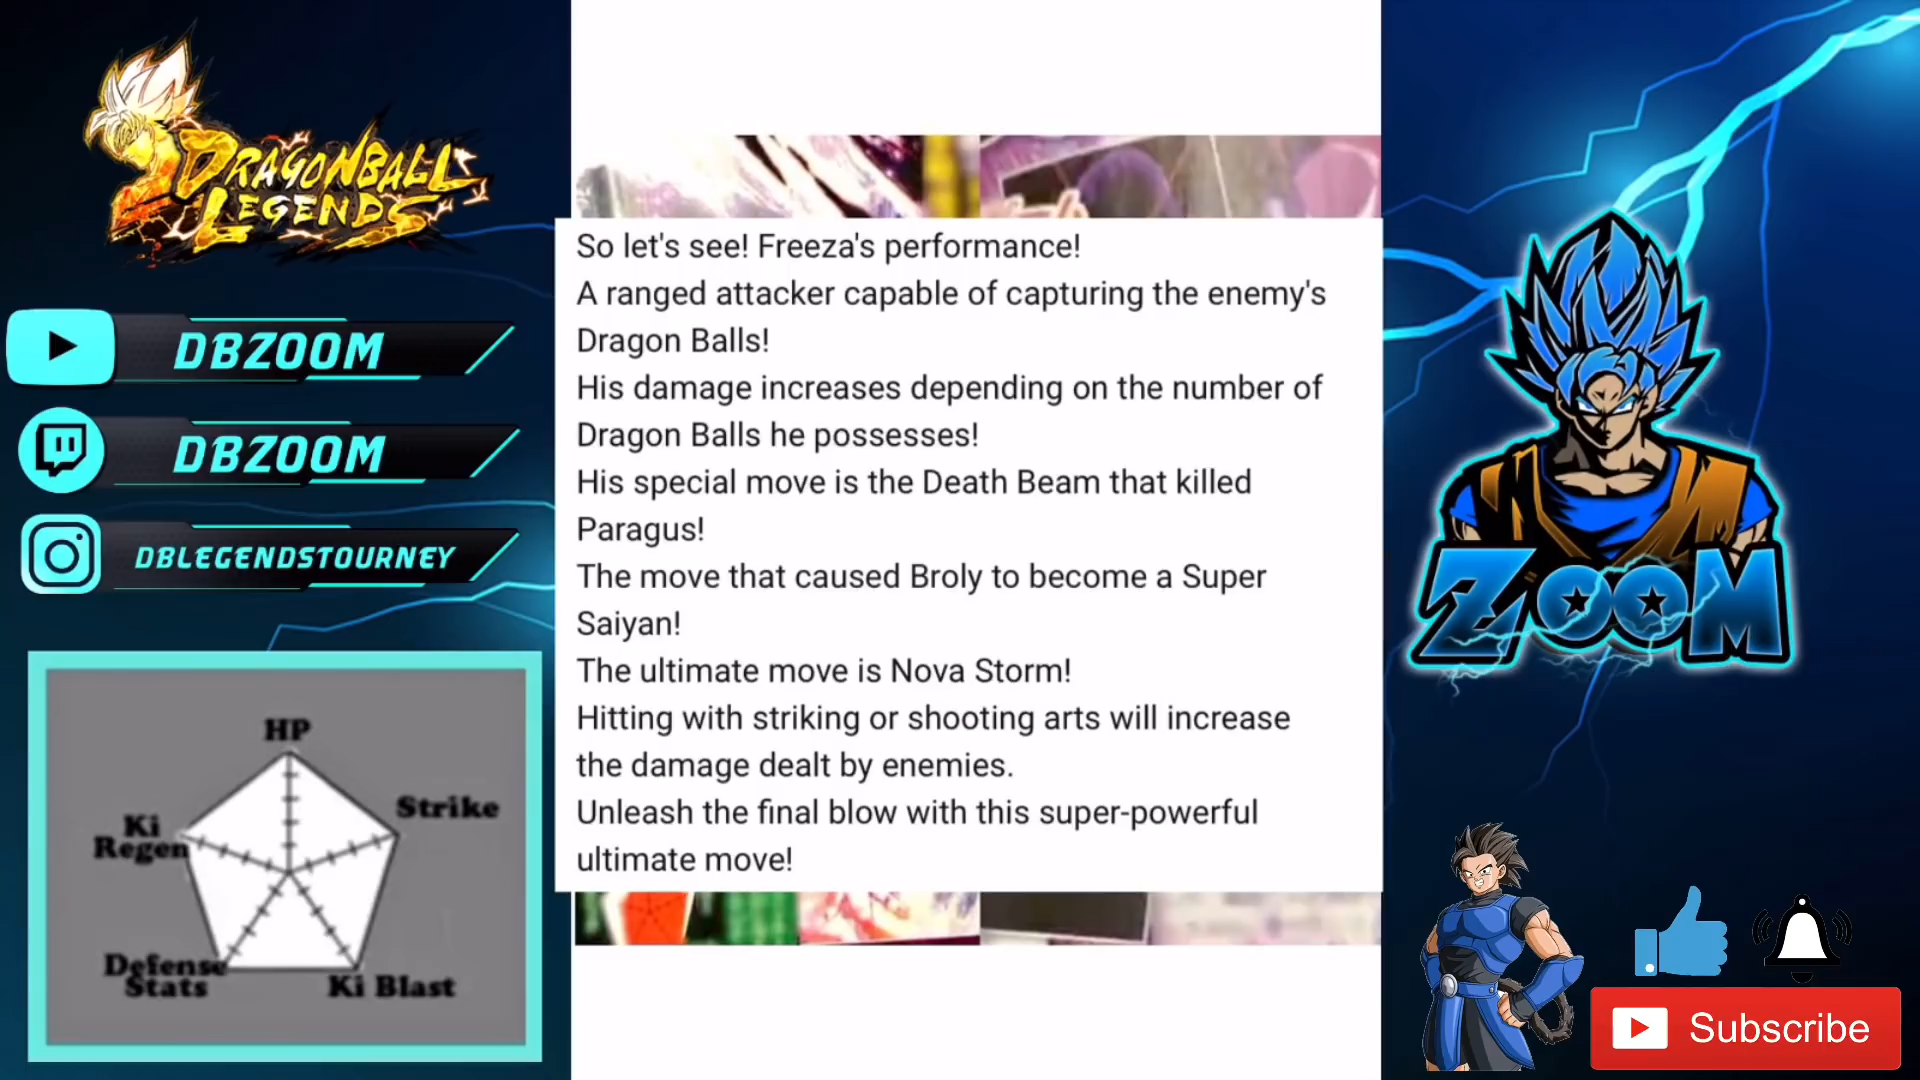 DRAGONBALL
LEGENDS
DBZOOM
DBZOOM
DBLEGENDSTOURNEY
HP
Strike
Ki
Regen
Defense
Stats
Ki Blast
So let's see! Freeza's performance!
A ranged attacker capable of capturing the enemy's
Dragon Balls!
His damage increases depending on the number of
Dragon Balls he possesses!
His special move is the Death Beam that killed
Paragus!
The move that caused Broly to become a Super
Saiyan!
The ultimate move is Nova Storm!
Hitting with striking or shooting arts will increase
the damage dealt by enemies.
Unleash the final blow with this super-powerful
ultimate move!
ZOOM
Subscribe